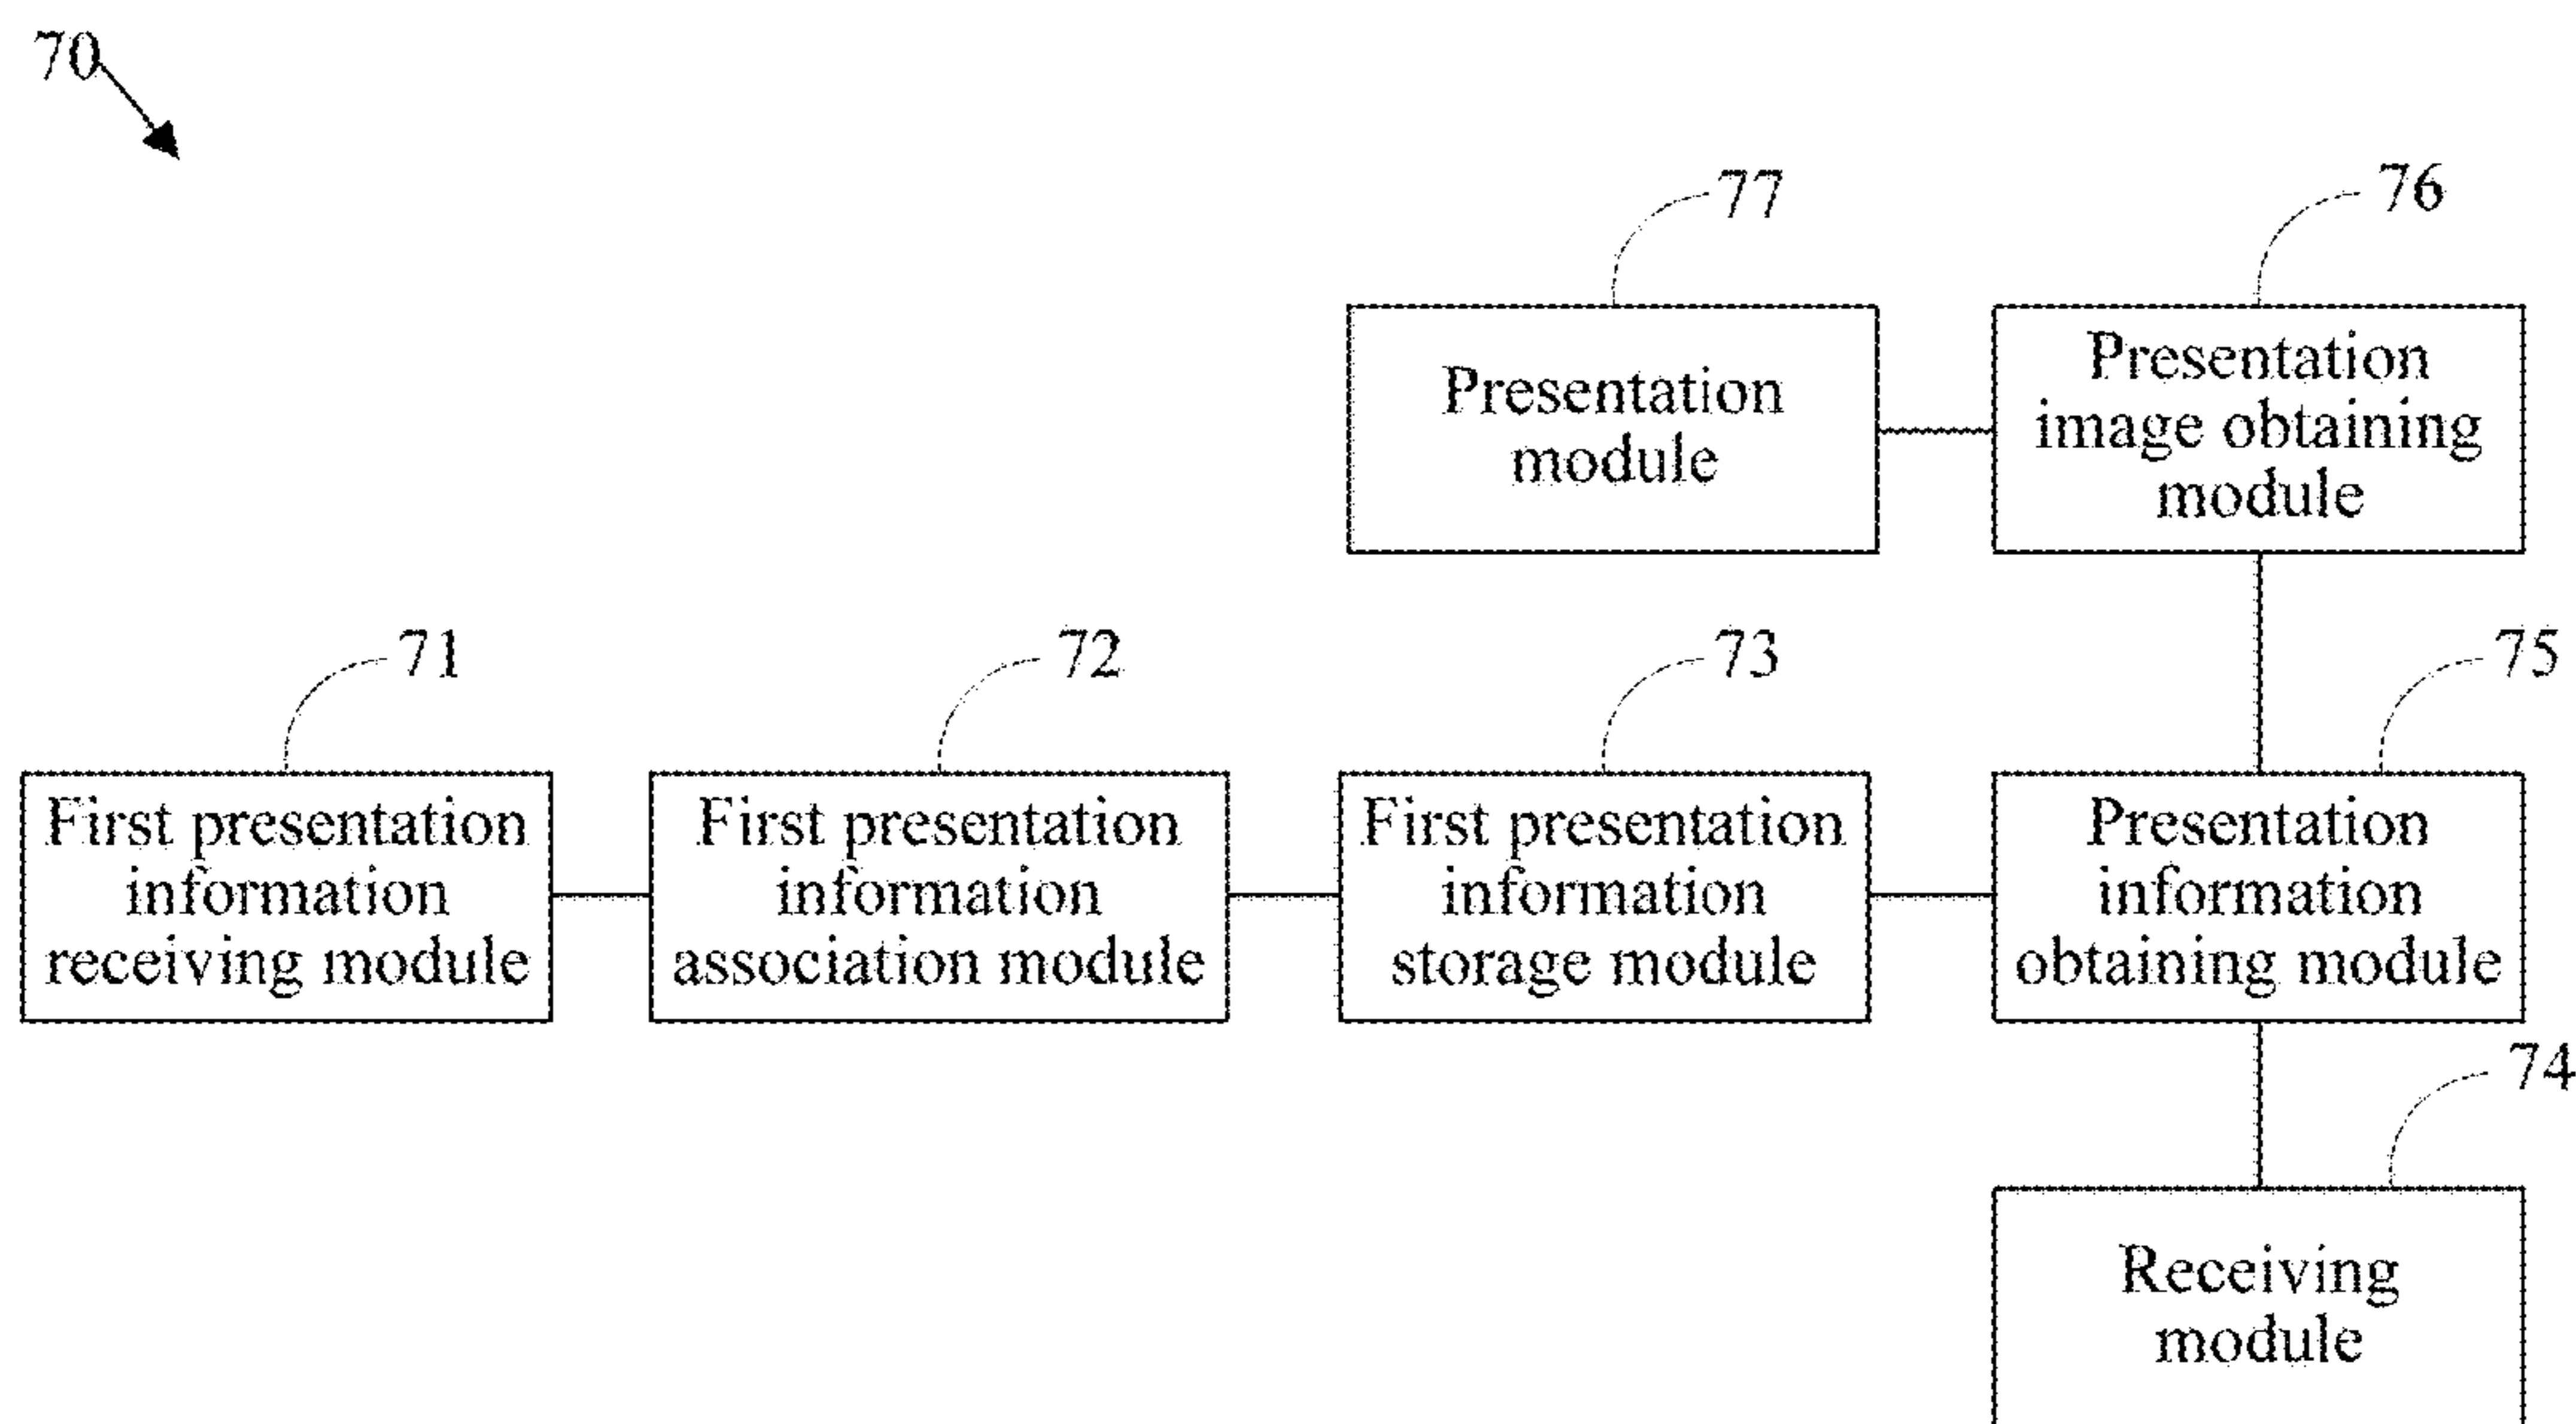 70
77
76
Presentation
module
Presentation
image obtaining
module
71
72
73
75
First presentation
information
receiving module
First presentation
information
association module
First presentation
information
storage module
Presentation
information
obtaining module
74
Receiving
module